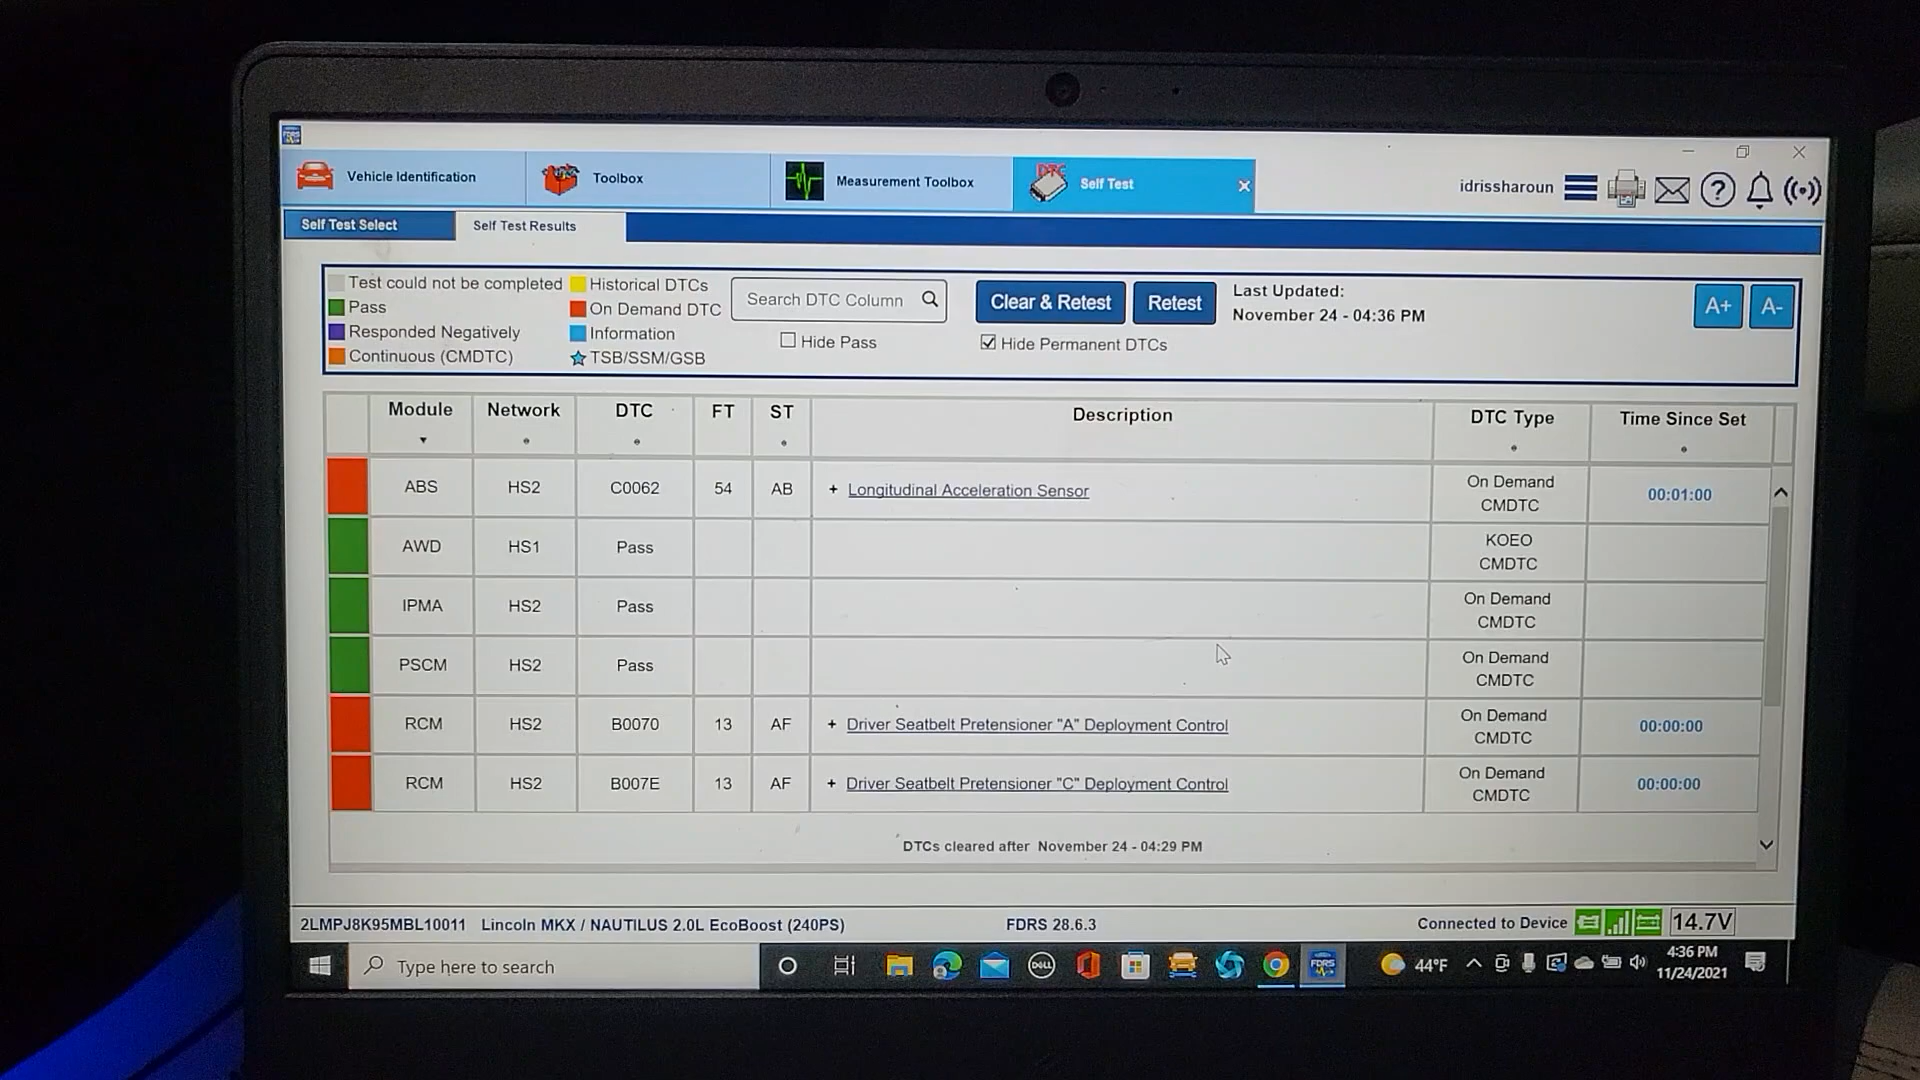 FDRS
Vehicle Identification
Toolbox
Measurement Toolbox
DTC
Self Test
idrissharoun
Self Test Select
Self Test Results
Test could not be completed
Historical DTCs
Pass
On Demand DTC
Responded Negatively
Information
Continuous (CMDTC)
TSB/SSM/GSB
Search DTC Column
Hide Pass
Clear & Retest
Retest
Hide Permanent DTCs
Last Updated:
November 24 - 04:36 PM
A+
A-
Module Network DTC FT ST Description DTC Type Time Since Set
ABS HS2 C0062 54 AB + Longitudinal Acceleration Sensor On Demand CMDTC 00:01:00
AWD HS1 Pass KOEO CMDTC
IPMA HS2 Pass On Demand CMDTC
PSCM HS2 Pass On Demand CMDTC
RCM HS2 B0070 13 AF + Driver Seatbelt Pretensioner "A" Deployment Control On Demand CMDTC 00:00:00
RCM HS2 B007E 13 AF + Driver Seatbelt Pretensioner "C" Deployment Control On Demand CMDTC 00:00:00
DTCs cleared after November 24 - 04:29 PM
2LMPJ8K95MBL10011 Lincoln MKX / NAUTILUS 2.0L EcoBoost (240PS) FDRS 28.6.3 Connected to Device 14.7V
Type here to search
DELL
FDRS
44°F
4:36 PM
11/24/2021